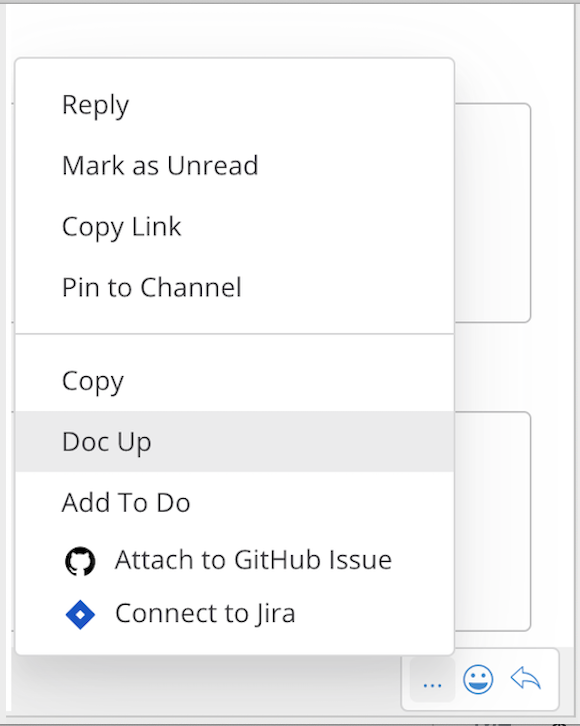 Reply
Mark as Unread
Copy Link
Pin to Channel
Copy
Doc Up
Add To Do
Attach to GitHub Issue
Connect to Jira
...